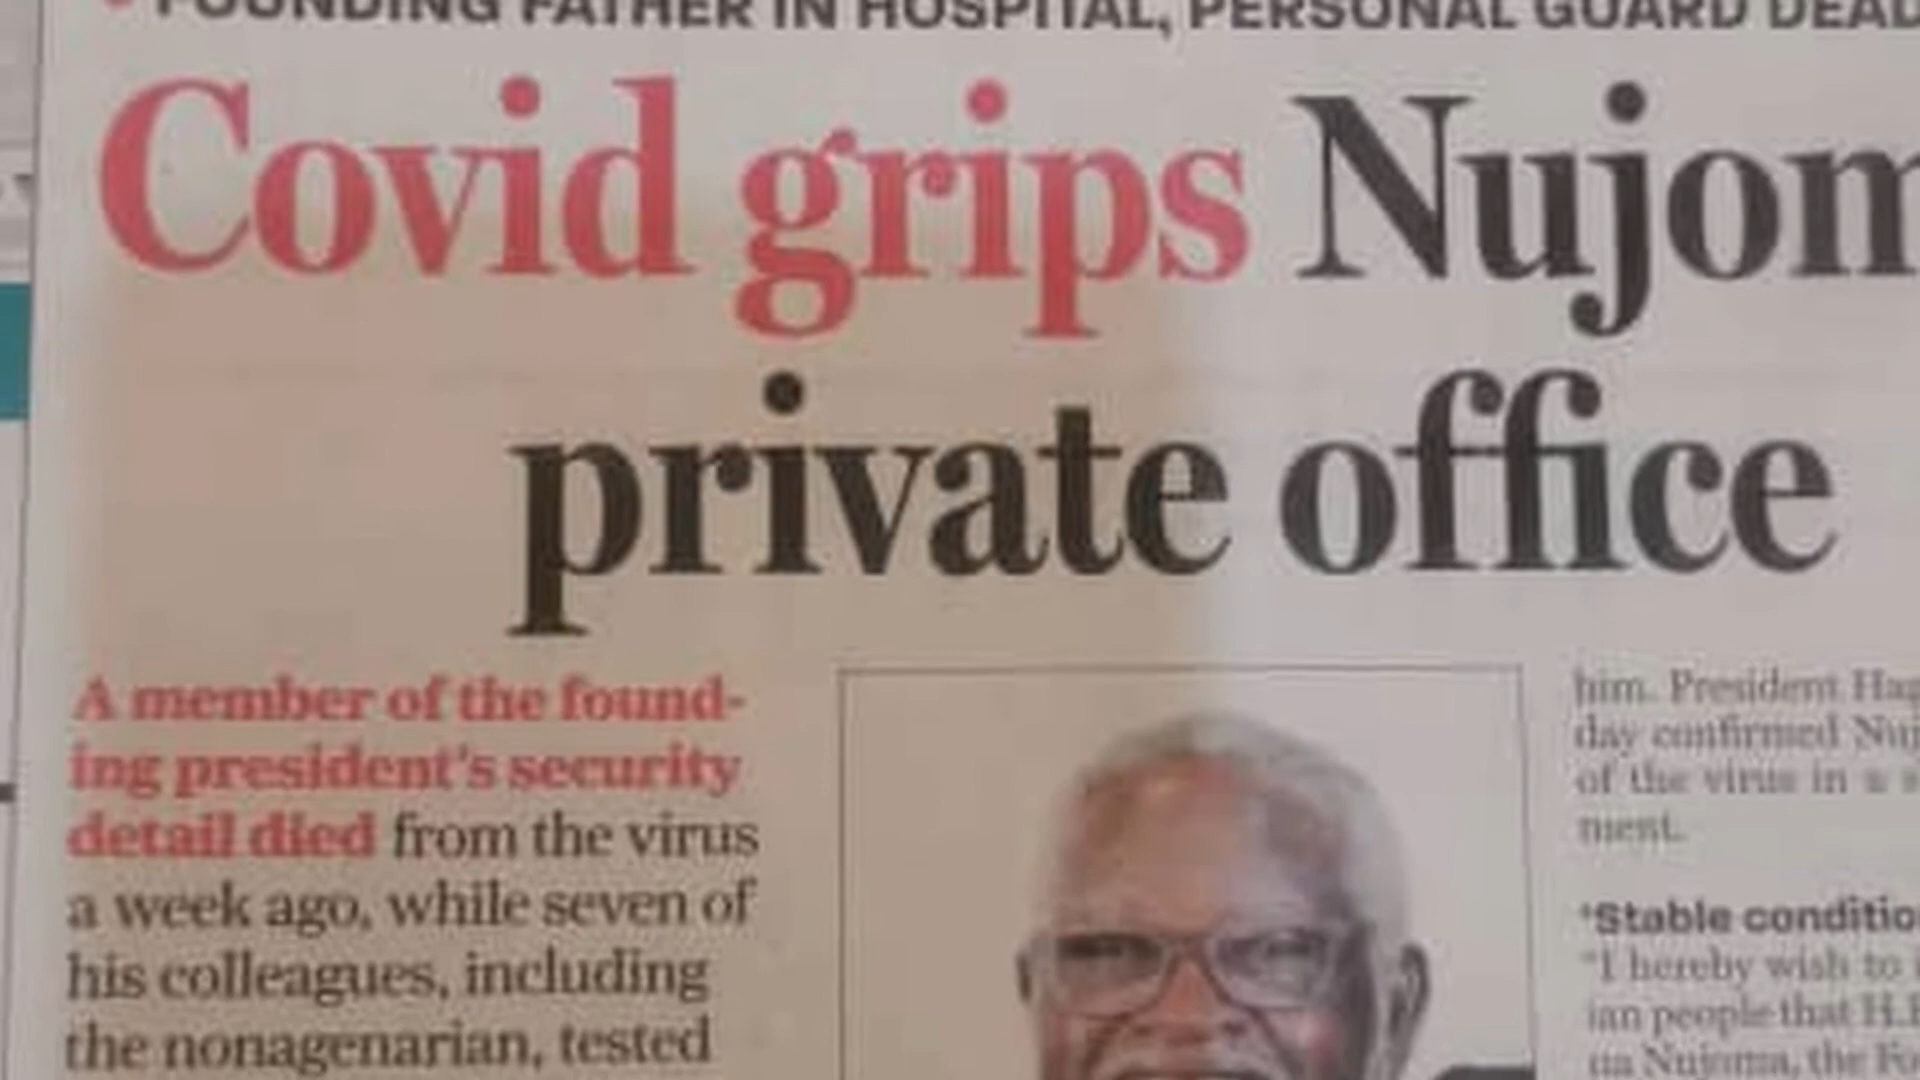 FOUNDING FATHER IN HOSPITAL, PERSONAL GUARD DEAD
Covid grips Nujom
private office
A member of the found-
ing president's security
detail died from the virus
a week ago, while seven of
his colleagues, including
the nonagenarian, tested
him. President Hag
day confirmed Nuj
of the virus in a s
ment.
"Stable conditio
"I hereby wish to i
ian people that H.E
na Nujoma, the Fo